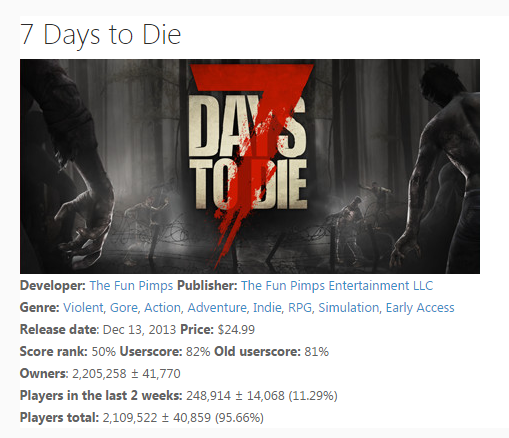 7 Days to Die
7
DAYS
TO DIE
Developer: The Fun Pimps Publisher: The Fun Pimps Entertainment LLC
Genre: Violent, Gore, Action, Adventure, Indie, RPG, Simulation, Early Access
Release date: Dec 13, 2013 Price: $24.99
Score rank: 50% Userscore: 82% Old userscore: 81%
Owners: 2,205,258 ± 41,770
Players in the last 2 weeks: 248,914 ± 14,068 (11.29%)
Players total: 2,109,522 ± 40,859 (95.66%)